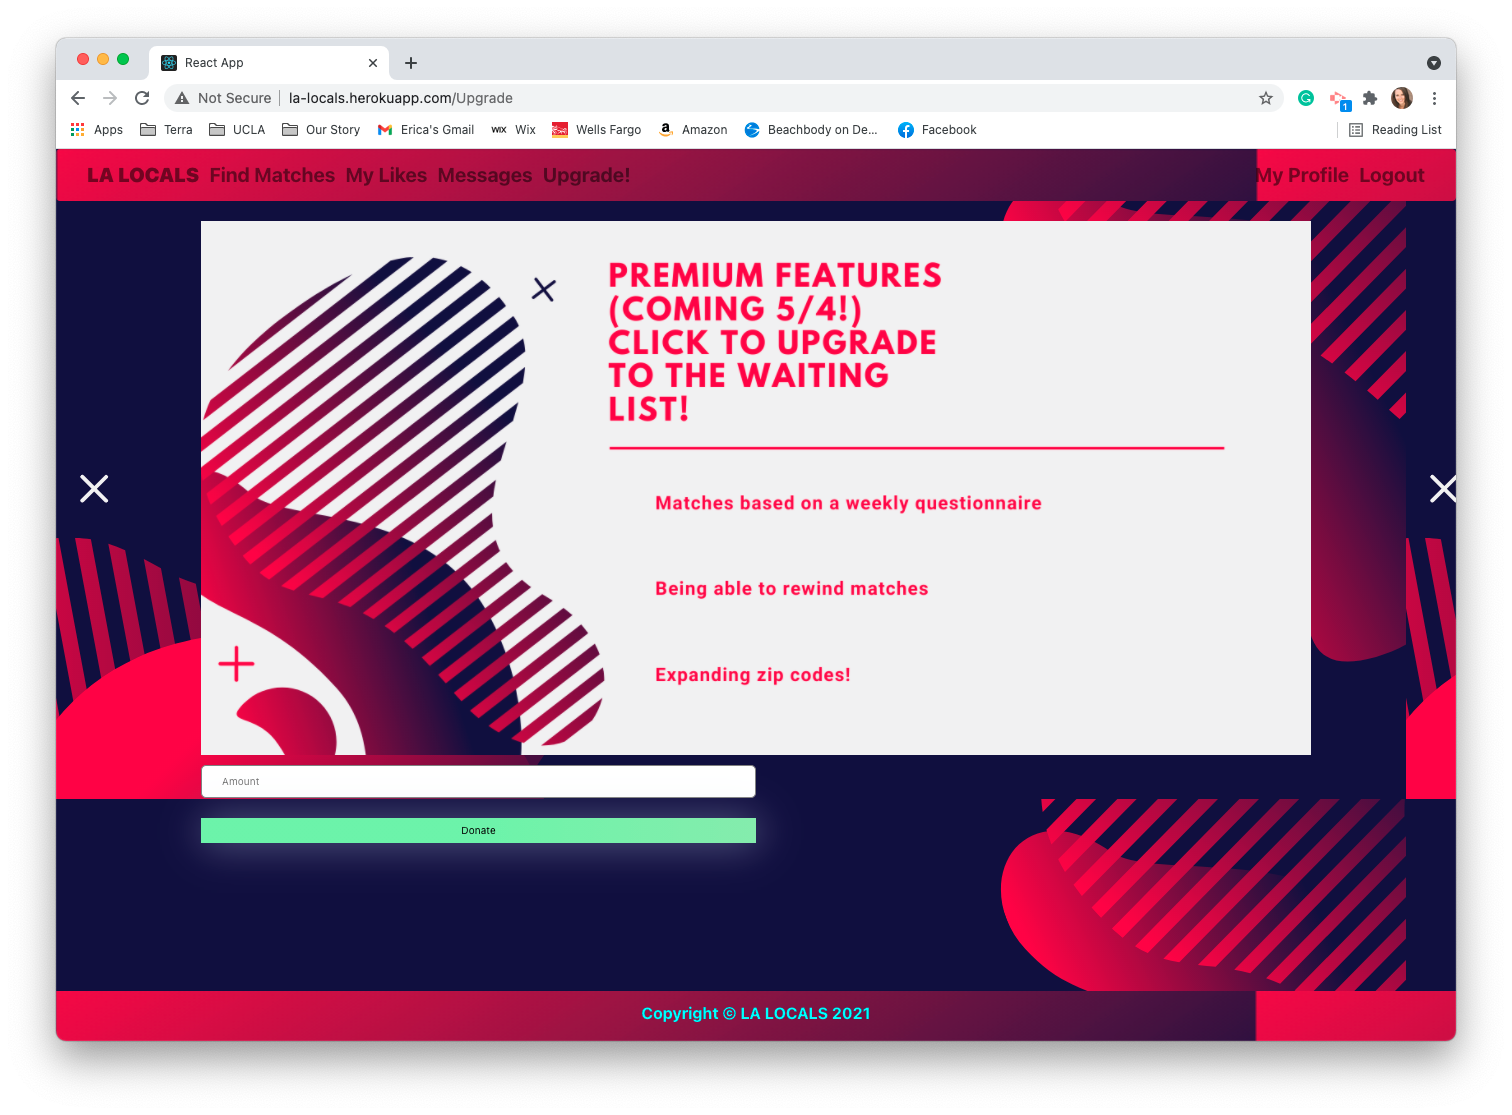 React App
Not Secure | la-locals.herokuapp.com/Upgrade
1
Apps Terra UCLA Our Story Erica's Gmail WIX Wix Wells Fargo a Amazon Beachbody on De... Facebook Reading List
LA LOCALS Find Matches My Likes Messages Upgrade! My Profile Logout
PREMIUM FEATURES
(COMING 5/4!)
CLICK TO UPGRADE
TO THE WAITING
LIST!
Matches based on a weekly questionnaire
Being able to rewind matches
Expanding zip codes!
Amount
Donate
Copyright © LA LOCALS 2021